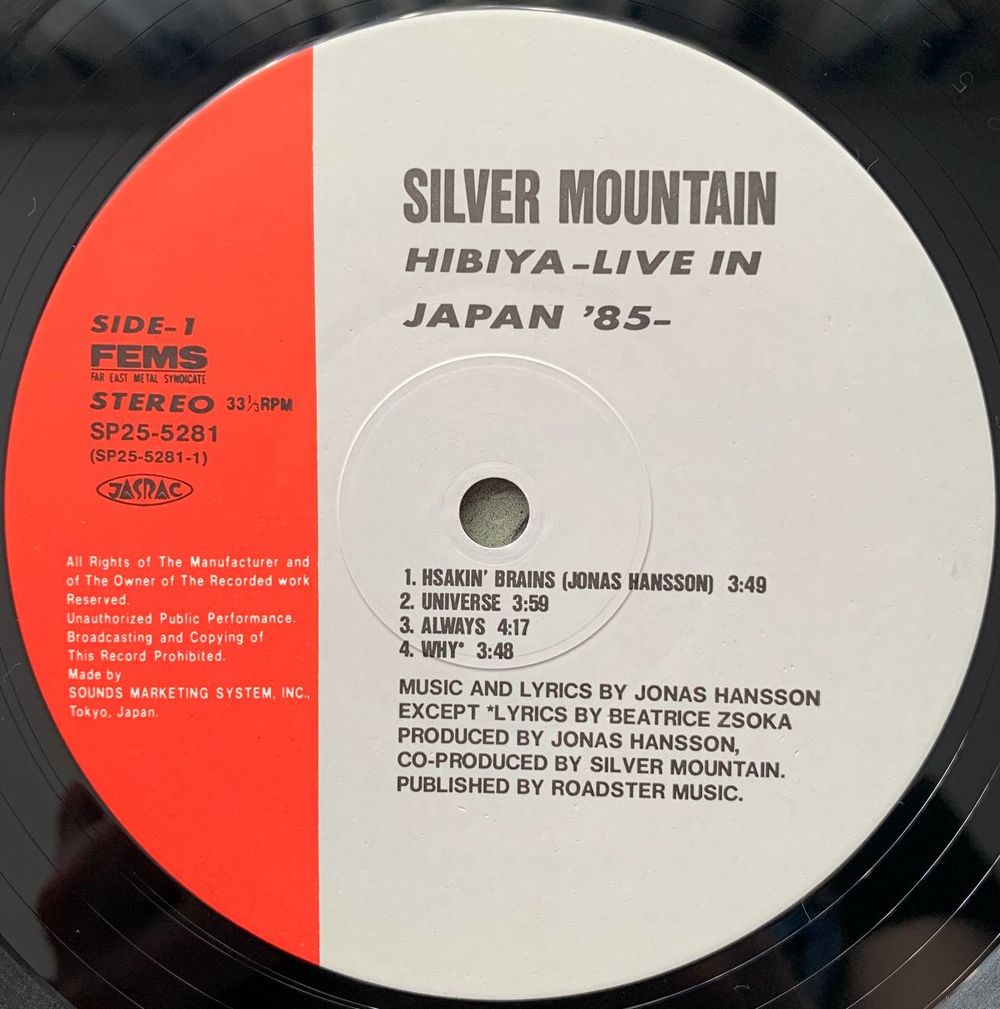 SILVER MOUNTAIN
HIBIYA-LIVE IN
JAPAN '85-
SIDE-1
FEMS
FAR EAST METAL SYNDICATE
STEREO 33⅓RPM
SP25-5281
(SP25-5281-1)
JASRAC
All Rights of The Manufacturer and
of The Owner of The Recorded work
Reserved.
Unauthorized Public Performance.
Broadcasting and Copying of
This Record Prohibited.
Made by
SOUNDS MARKETING SYSTEM, INC.,
Tokyo, Japan.
1. HSAKIN' BRAINS (JONAS HANSSON) 3:49
2. UNIVERSE 3:59
3. ALWAYS 4:17
4. WHY* 3:48
MUSIC AND LYRICS BY JONAS HANSSON
EXCEPT *LYRICS BY BEATRICE ZSOKA
PRODUCED BY JONAS HANSSON,
CO-PRODUCED BY SILVER MOUNTAIN.
PUBLISHED BY ROADSTER MUSIC.